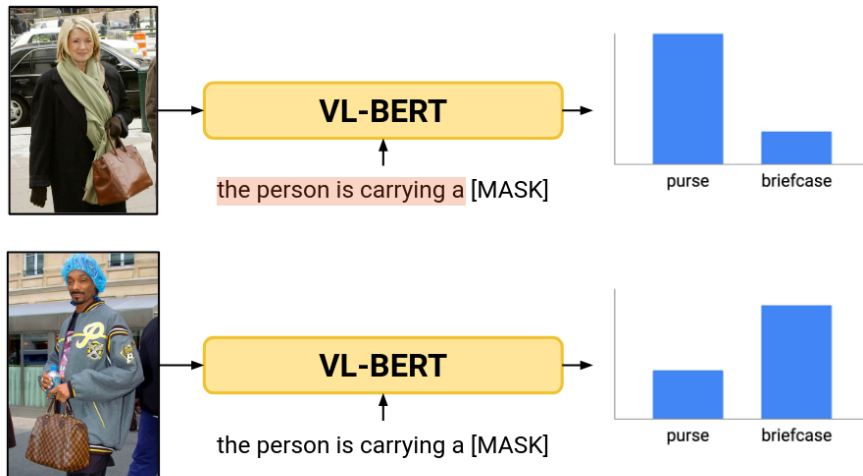 VL-BERT
the person is carrying a [MASK]
purse briefcase
VL-BERT
the person is carrying a [MASK]
purse briefcase